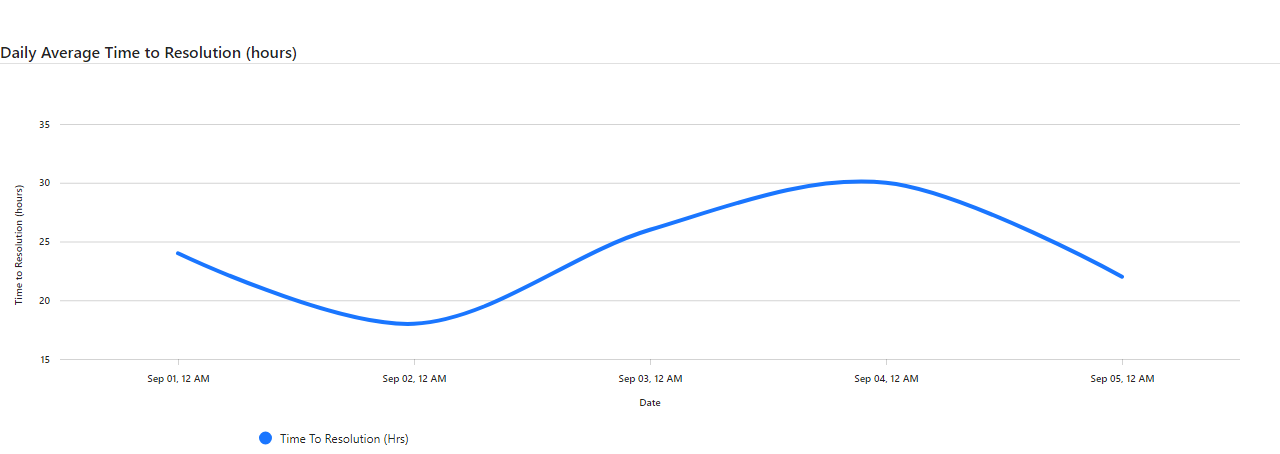 Daily Average Time to Resolution (hours)
35
30
25
20
15
Time to Resolution (hours)
Sep 01, 12 AM
Sep 02, 12 AM
Sep 03, 12 AM
Sep 04, 12 AM
Sep 05, 12 AM
Date
Time To Resolution (Hrs)